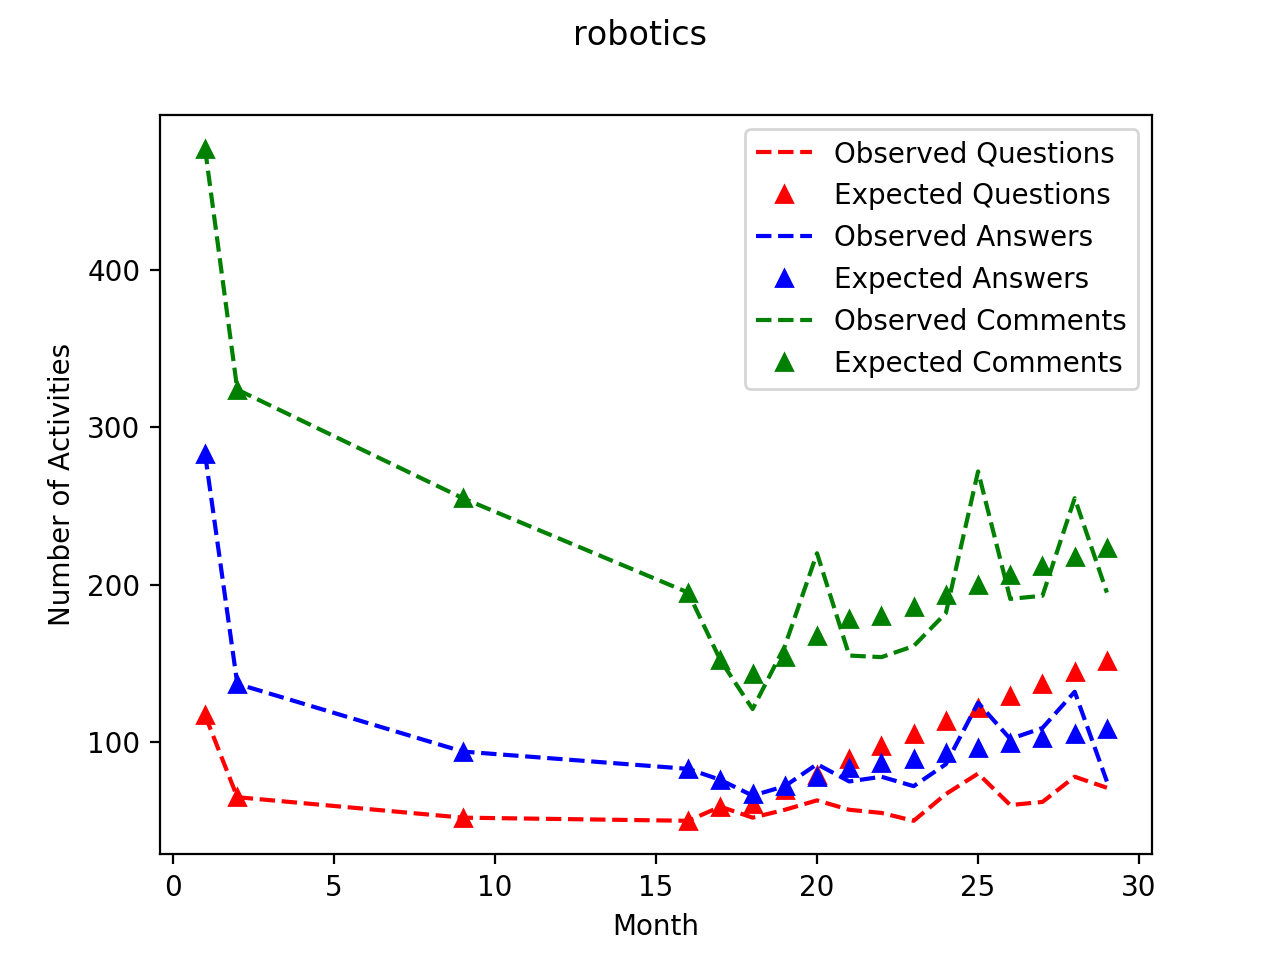 robotics
Observed Questions
Expected Questions
Observed Answers
Expected Answers
Observed Comments
Expected Comments
Number of Activities
400
300
200
100
0 5 10 15 20 25 30
Month